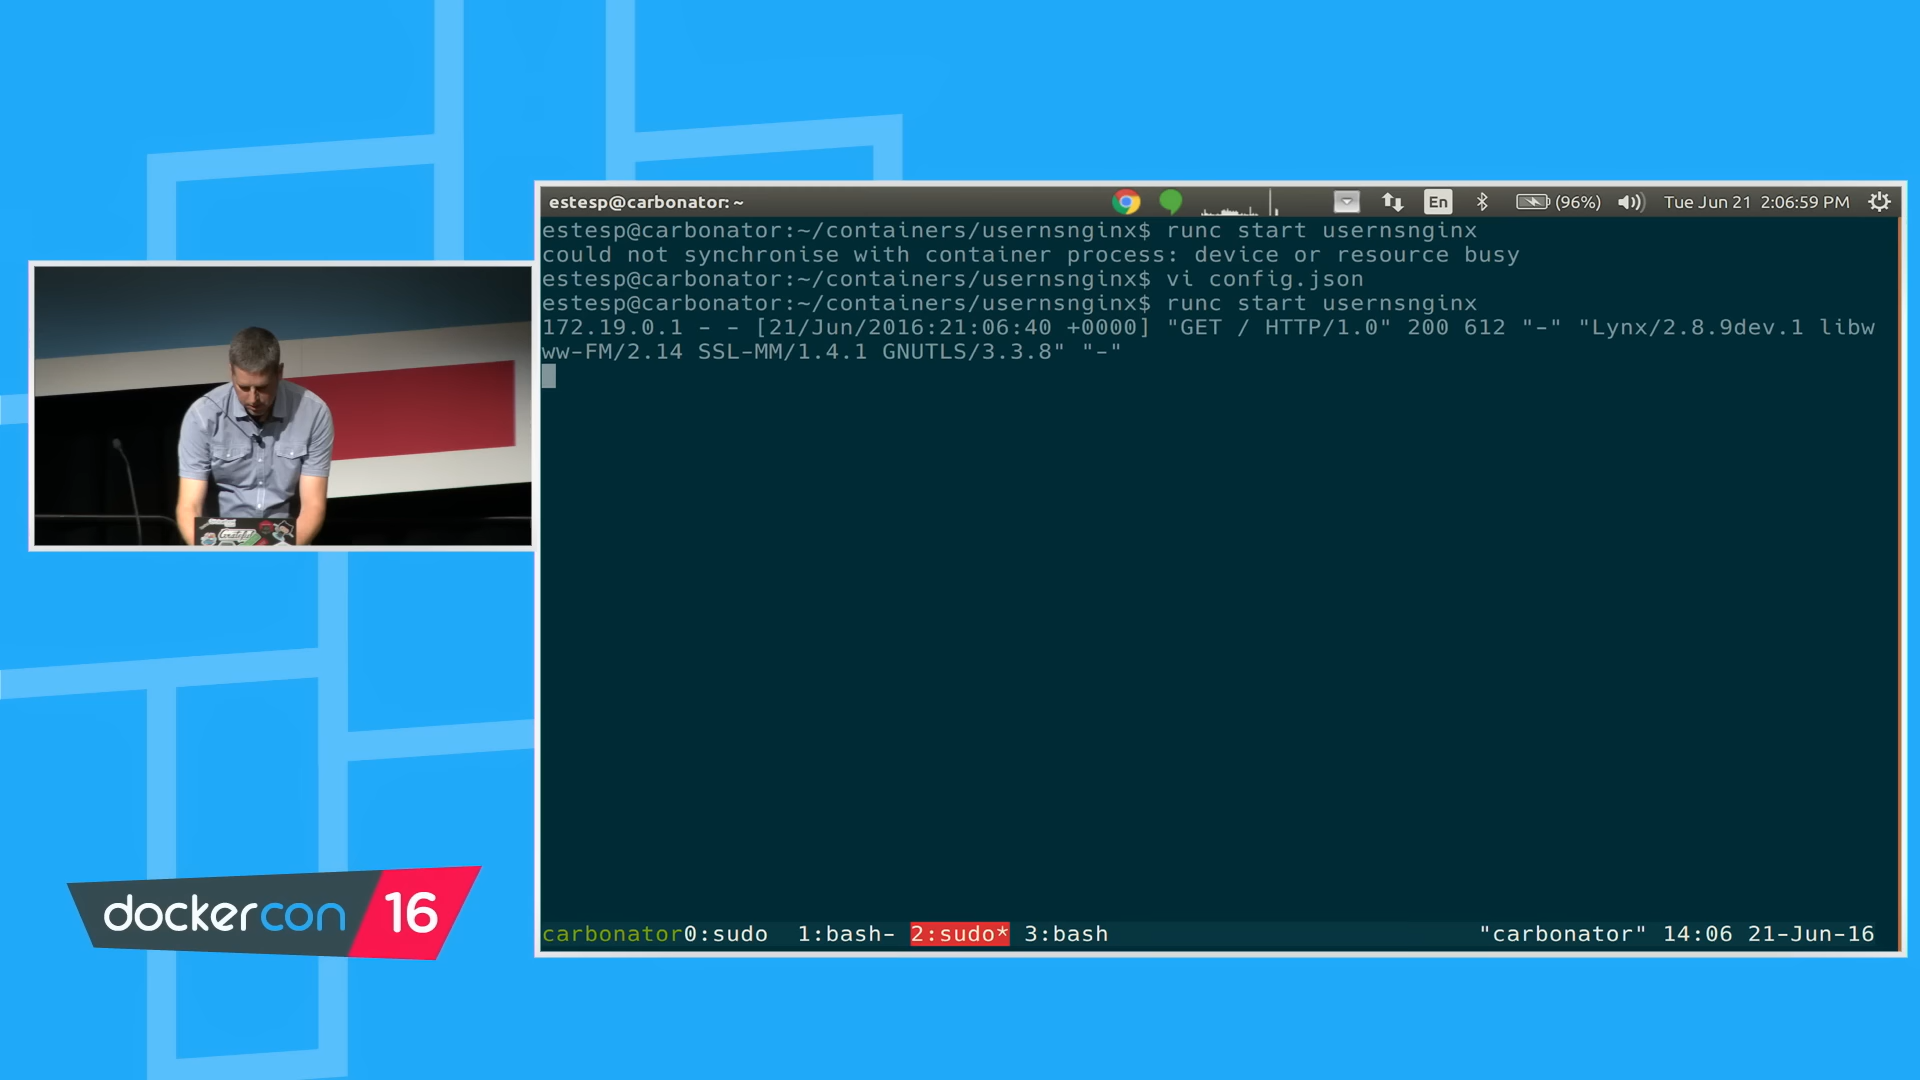 estesp@carbonator: ~
En
(96%)
Tue Jun 21 2:06:59 PM
estesp@carbonator:~/containers/usernsnginx$ runc start usernsnginx
could not synchronise with container process: device or resource busy
estesp@carbonator:~/containers/usernsnginx$ vi config.json
estesp@carbonator:~/containers/usernsnginx$ runc start usernsnginx
172.19.0.1 - - [21/Jun/2016:21:06:40 +0000] "GET / HTTP/1.0" 200 612 "-" "Lynx/2.8.9dev.1 libw
ww-FM/2.14 SSL-MM/1.4.1 GNUTLS/3.3.8" "-"
carbonator0:sudo 1:bash- 2:sudo* 3:bash
"carbonator" 14:06 21-Jun-16
dockercon 16